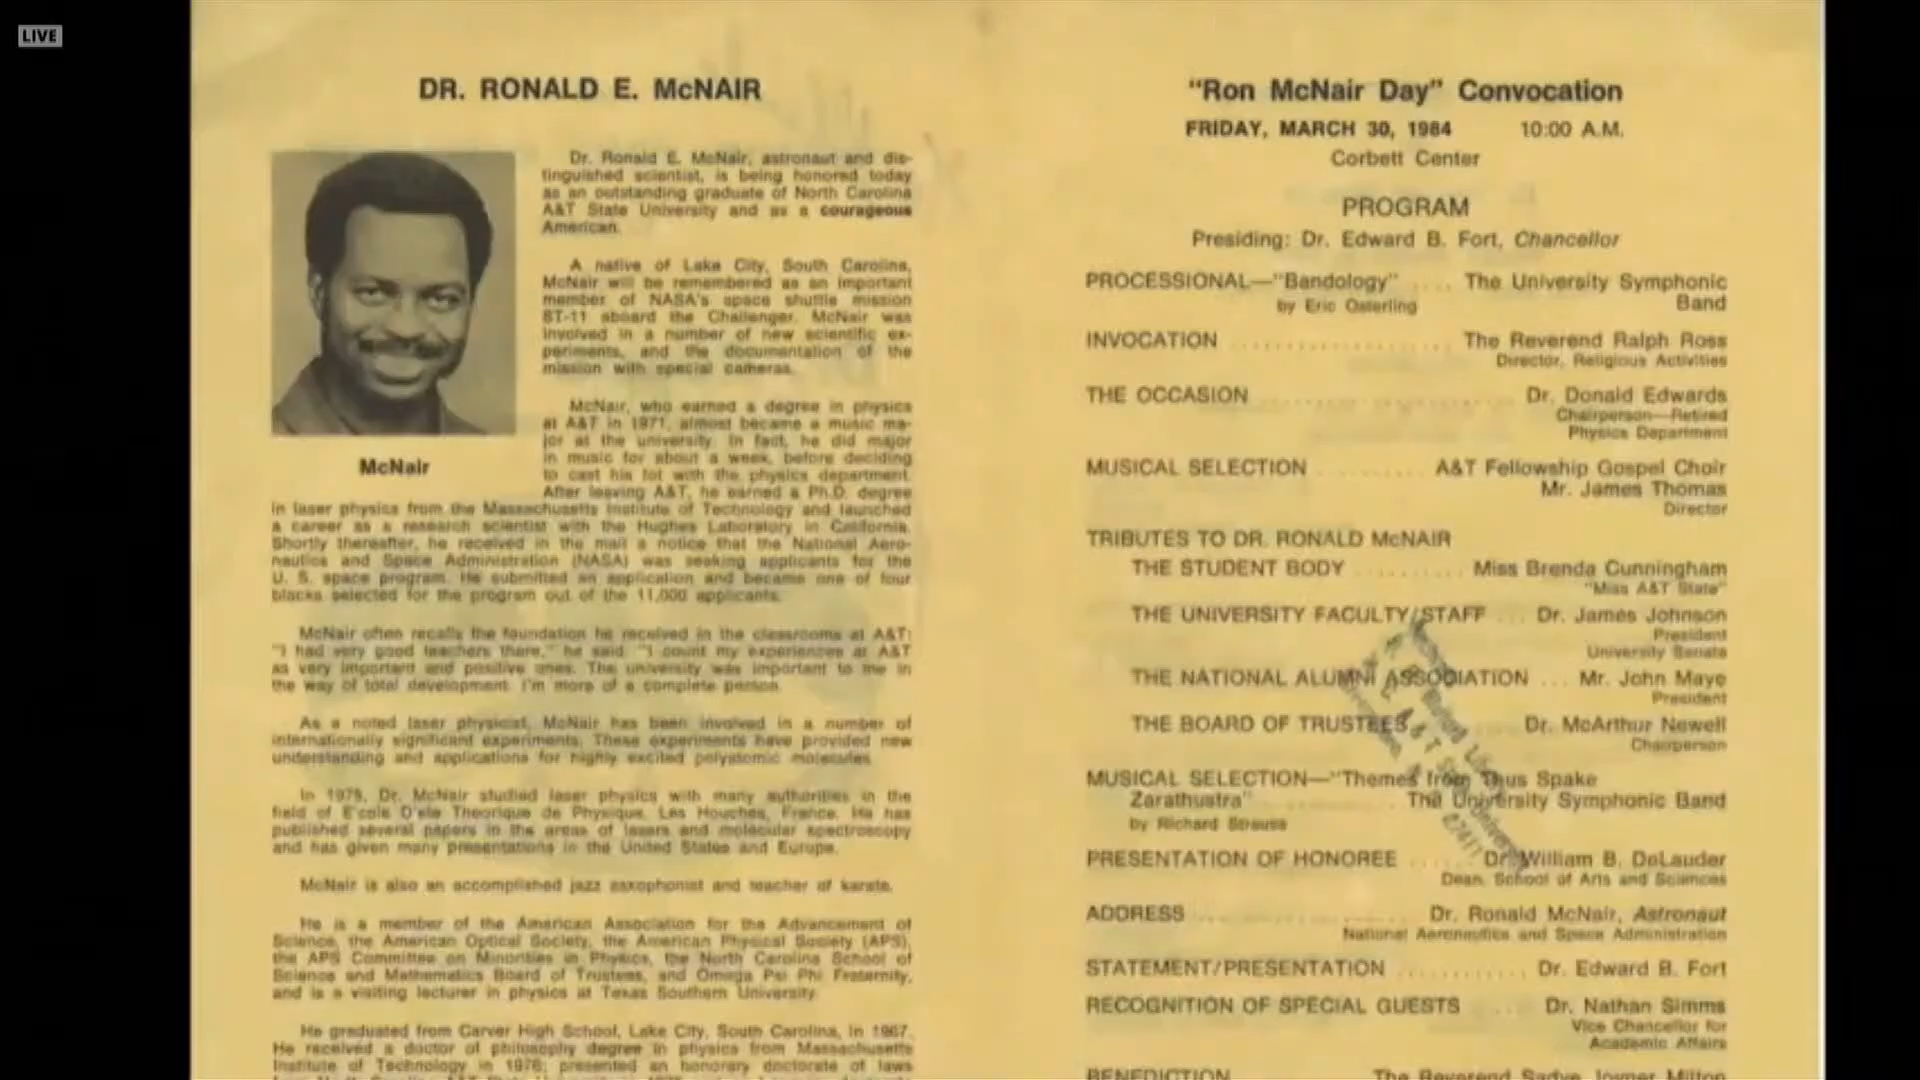 LIVE
DR. RONALD E. McNAIR
Dr. Ronald E. McNair, astronaut and dis-
tinguished scientist, is being honored today
as an outstanding graduate of North Carolina
A&T State University and as a courageous
American.
A native of Lake City, South Carolina,
McNair will be remembered as an important
member of NASA's space shuttle mission
ST-11 aboard the Challenger. McNair was
involved in a number of new scientific ex-
periments, and the documentation of the
mission with special cameras.
McNair, who earned a degree in physics
at A&T in 1971, almost became a music ma-
jor at the university. In fact, he did major
in music for about a week, before deciding
to cast his lot with the physics department.
After leaving A&T, he earned a Ph.D. degree
McNair
in laser physics from the Massachusetts Institute of Technology and launched
a career as a research scientist with the Hughes Laboratory in California.
Shortly thereafter, he received in the mail a notice that the National Aero-
nautics and Space Administration (NASA) was seeking applicants for the
U. S. space program. He submitted an application and became one of four
blacks selected for the program out of the 11,000 applicants.
McNair often recalls the foundation he received in the classrooms at A&T:
"I had very good teachers there," he said. "I count my experiences at A&T
as very important and positive ones. The university was important to me in
the way of total development. I'm more of a complete person.
As a noted laser physicist, McNair has been involved in a number of
internationally significant experiments. These experiments have provided new
understanding and applications for highly excited polyatomic molecules.
In 1975, Dr. McNair studied laser physics with many authorities in the
field of E'cole D'ete Theorique de Physique, Les Houches, France. He has
published several papers in the areas of lasers and molecular spectroscopy
and has given many presentations in the United States and Europe.
McNair is also an accomplished jazz saxophonist and teacher of karate.
He is a member of the American Association for the Advancement of
Science, the American Optical Society, the American Physical Society (APS),
the APS Committee on Minorities in Physics, the North Carolina School of
Science and Mathematics Board of Trustees, and Omega Psi Phi Fraternity,
and is a visiting lecturer in physics at Texas Southern University.
He graduated from Carver High School, Lake City, South Carolina, in 1967.
He received a doctor of philosophy degree in physics from Massachusetts
Institute of Technology in 1976; presented an honorary doctorate of laws
"Ron McNair Day" Convocation
FRIDAY, MARCH 30, 1984 10:00 A.M.
Corbett Center
PROGRAM
Presiding: Dr. Edward B. Fort, Chancellor
PROCESSIONAL—"Bandology" .... The University Symphonic
by Eric Osterling Band
INVOCATION .................... The Reverend Ralph Ross
Director, Religious Activities
THE OCCASION .................... Dr. Donald Edwards
Chairperson—Retired
Physics Department
MUSICAL SELECTION .......... A&T Fellowship Gospel Choir
Mr. James Thomas
Director
TRIBUTES TO DR. RONALD McNAIR
THE STUDENT BODY .......... Miss Brenda Cunningham
"Miss A&T State"
THE UNIVERSITY FACULTY/STAFF ... Dr. James Johnson
President
University Senate
THE NATIONAL ALUMNI ASSOCIATION ... Mr. John Maye
President
THE BOARD OF TRUSTEES .......... Dr. McArthur Newell
Chairperson
MUSICAL SELECTION—"Themes from Thus Spake
Zarathustra" .......... The University Symphonic Band
by Richard Strauss
PRESENTATION OF HONOREE ...... Dr. William B. DeLauder
Dean, School of Arts and Sciences
ADDRESS .................... Dr. Ronald McNair, Astronaut
National Aeronautics and Space Administration
STATEMENT/PRESENTATION ............ Dr. Edward B. Fort
RECOGNITION OF SPECIAL GUESTS .... Dr. Nathan Simms
Vice Chancellor for
Academic Affairs
BENEDICTION The Reverend Sadye Joyner Milton